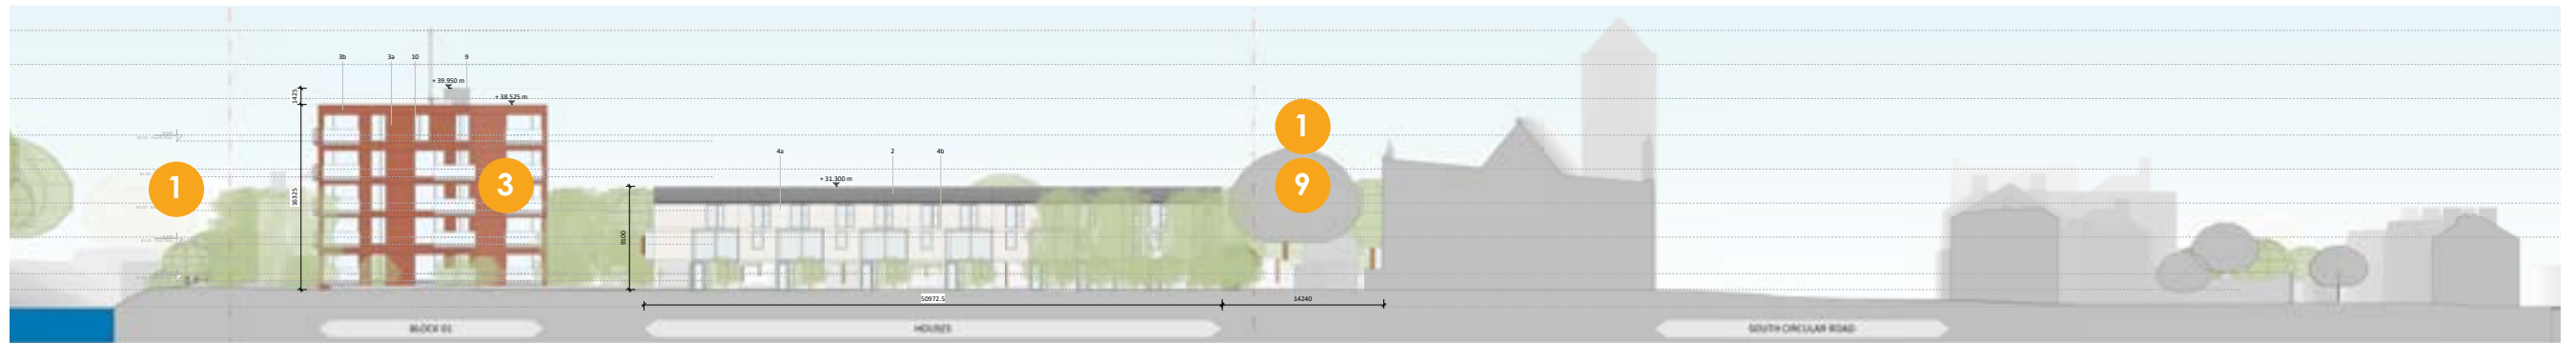 3b 3a 10 9
+ 39.950 m
1425
+ 38.525 m
1
1
3
9
4a 2 4b
+ 31.300 m
16325
9100
50972.5
14240
BLOCK 01
HOUSES
SOUTH CIRCULAR ROAD